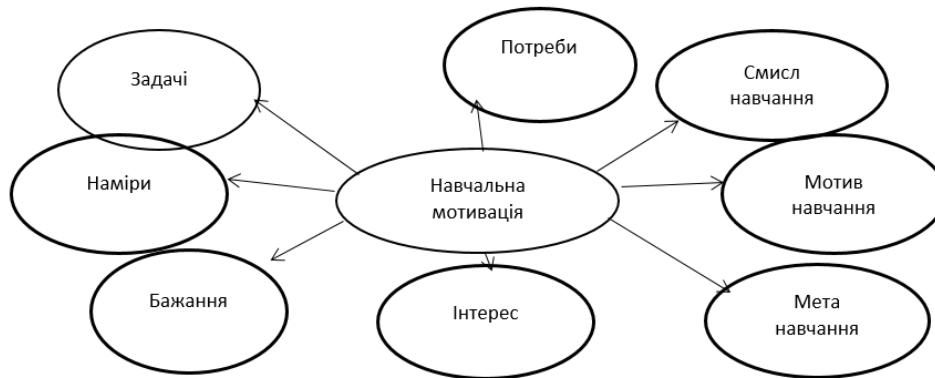 Потреби
Задачі
Смисл
навчання
Наміри
Навчальна
мотивація
Мотив
навчання
Бажання
Інтерес
Мета
навчання